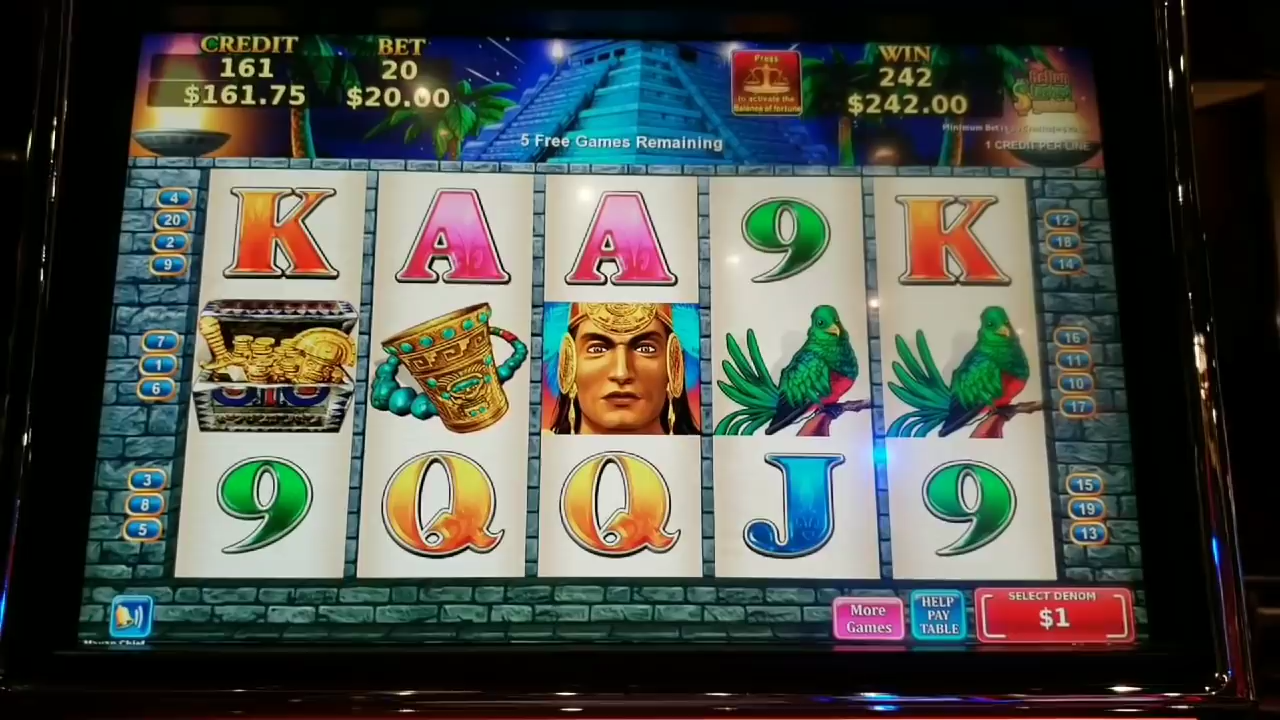 CREDIT
161
$161.75
BET
20
$20.00
Press
to activate the
Balance of fortune
WIN
242
$242.00
5 Free Games Remaining
1 CREDIT PER LINE
4
20
2
9
K
A
A
9
K
12
18
14
7
1
6
16
11
10
17
3
8
5
9
Q
Q
J
9
15
19
13
Mayan Chief
More
Games
HELP
PAY
TABLE
SELECT DENOM
$1